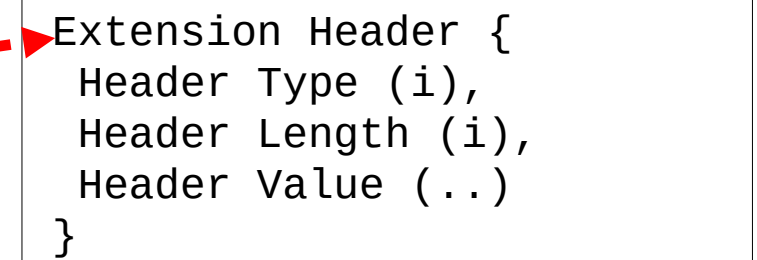 Extension Header {
Header Type (i),
Header Length (i),
Header Value (..)
}